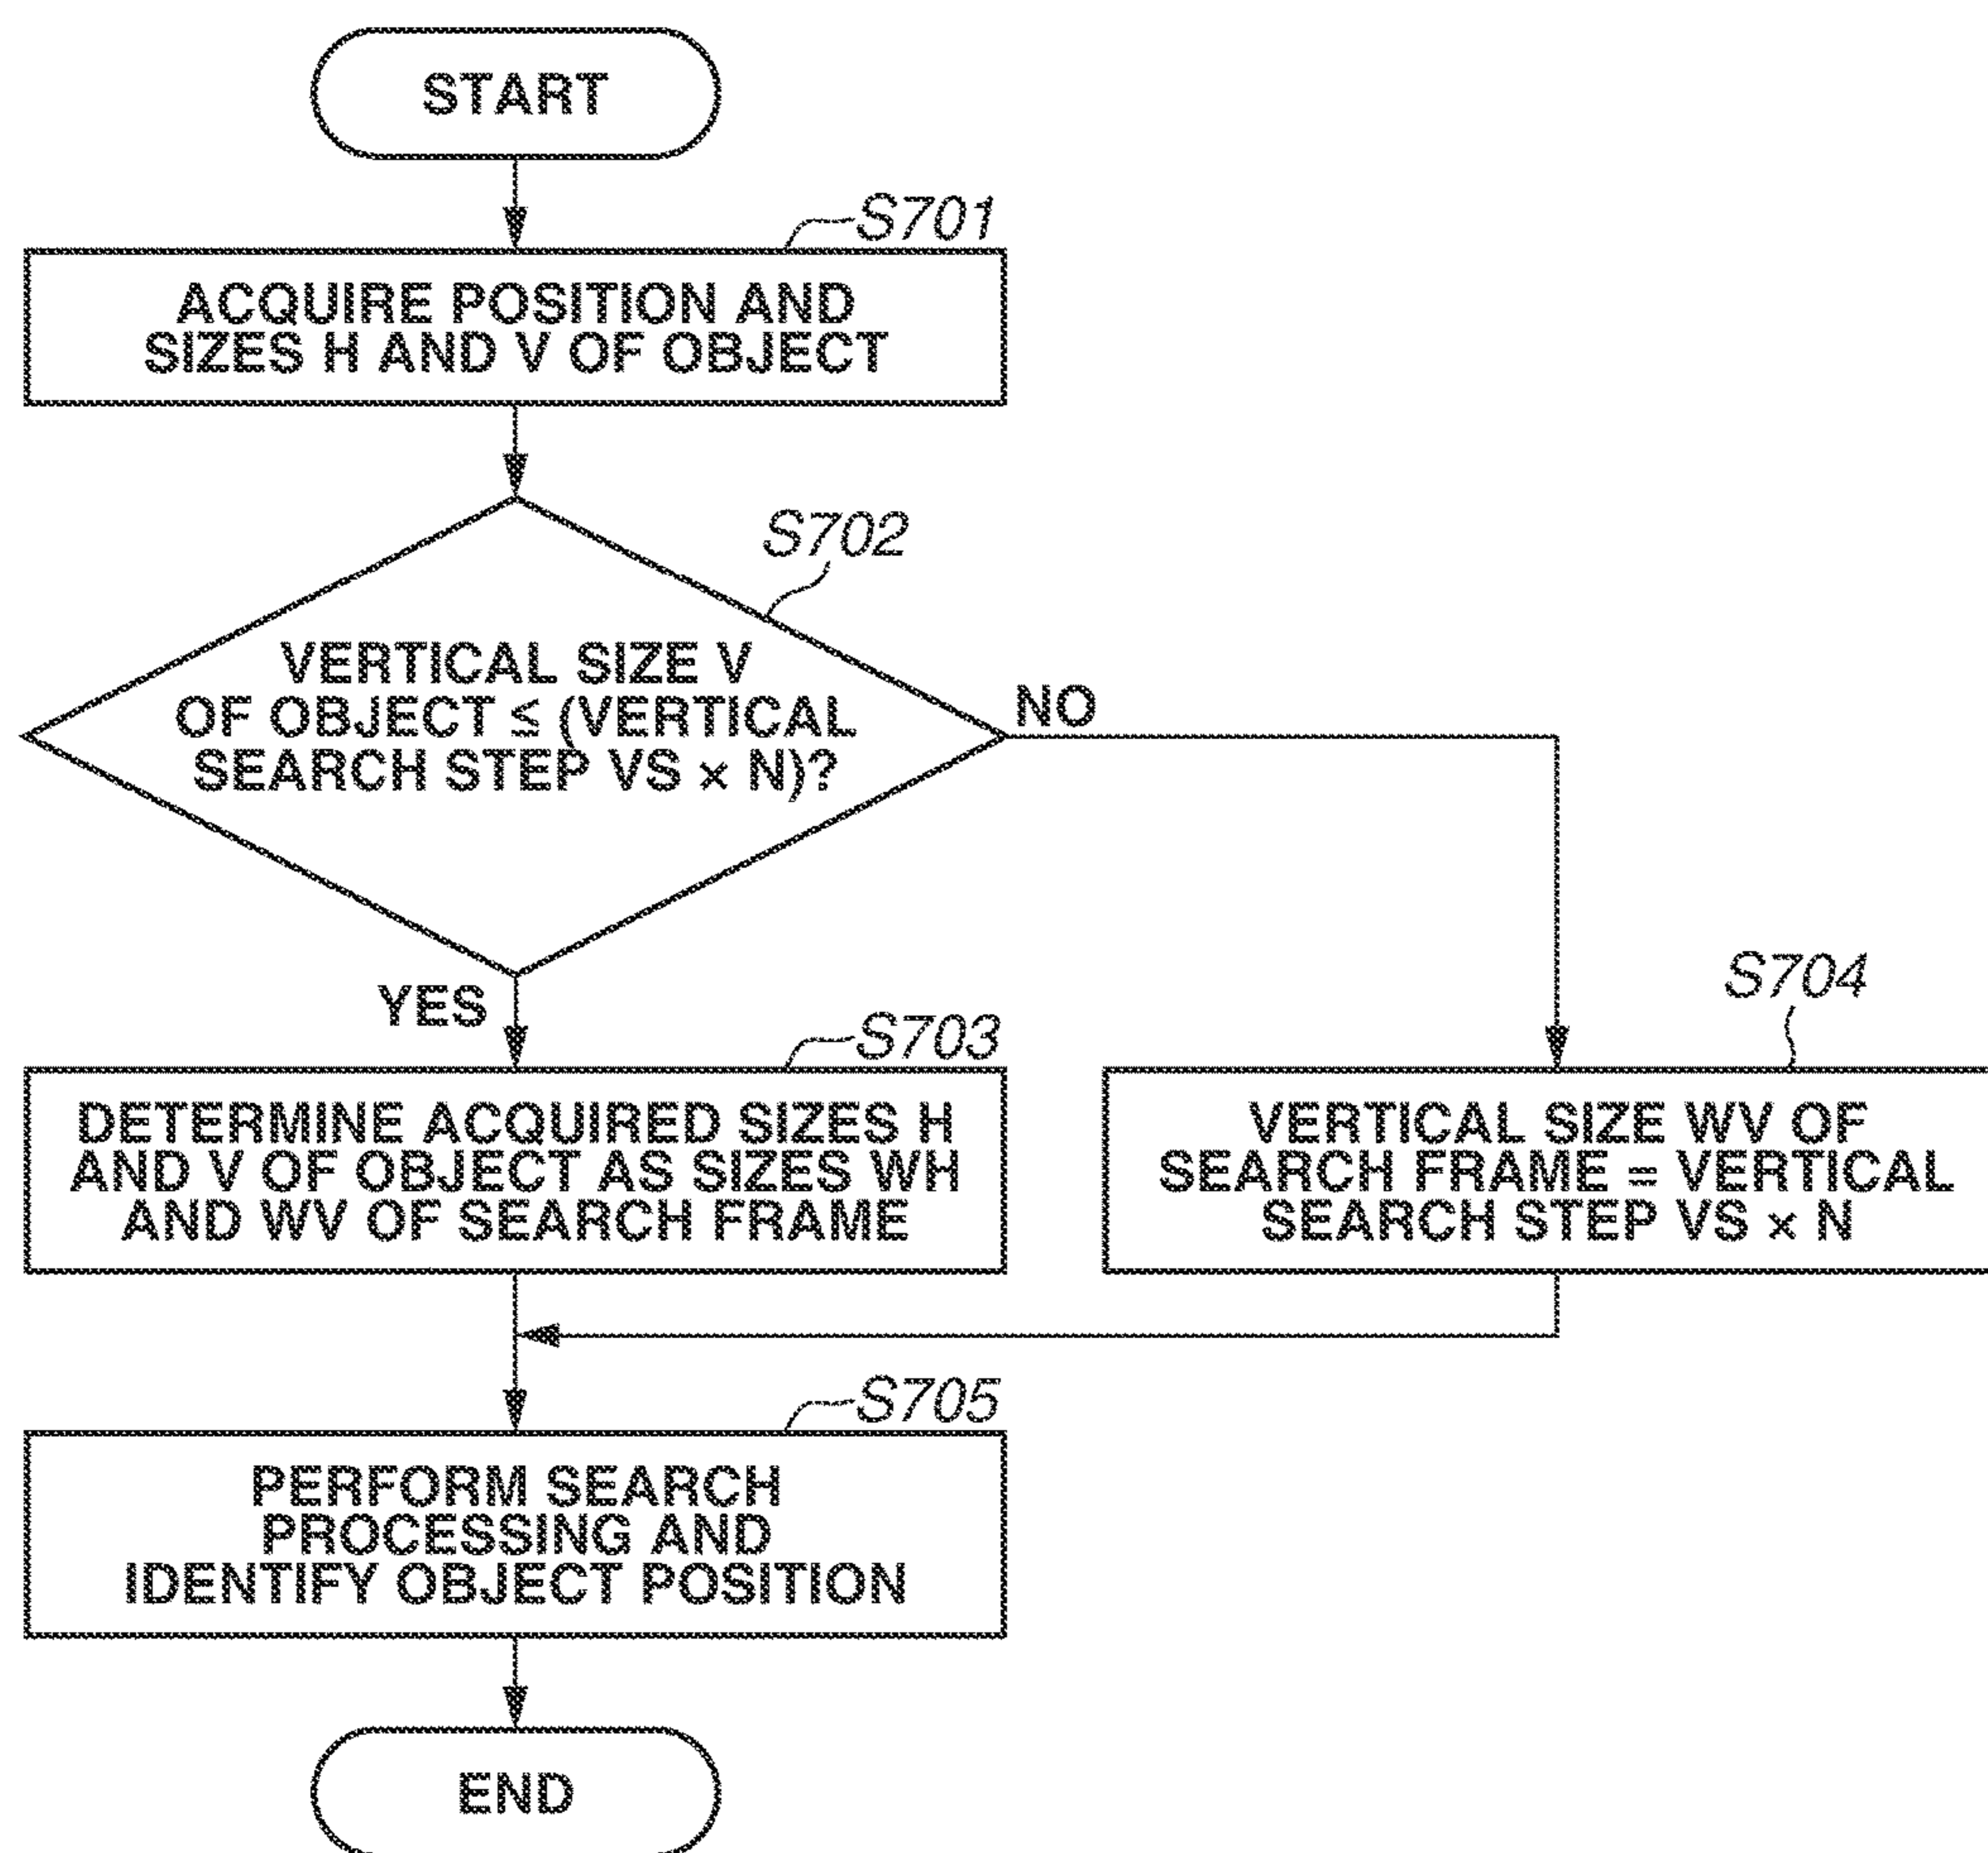 START
S701
ACQUIRE POSITION AND
SIZES H AND V OF OBJECT
S702
VERTICAL SIZE V
OF OBJECT ≤ (VERTICAL
SEARCH STEP VS × N)?
NO
YES
S703
DETERMINE ACQUIRED SIZES H
AND V OF OBJECT AS SIZES WH
AND WV OF SEARCH FRAME
S704
VERTICAL SIZE WV OF
SEARCH FRAME = VERTICAL
SEARCH STEP VS × N
S705
PERFORM SEARCH
PROCESSING AND
IDENTIFY OBJECT POSITION
END